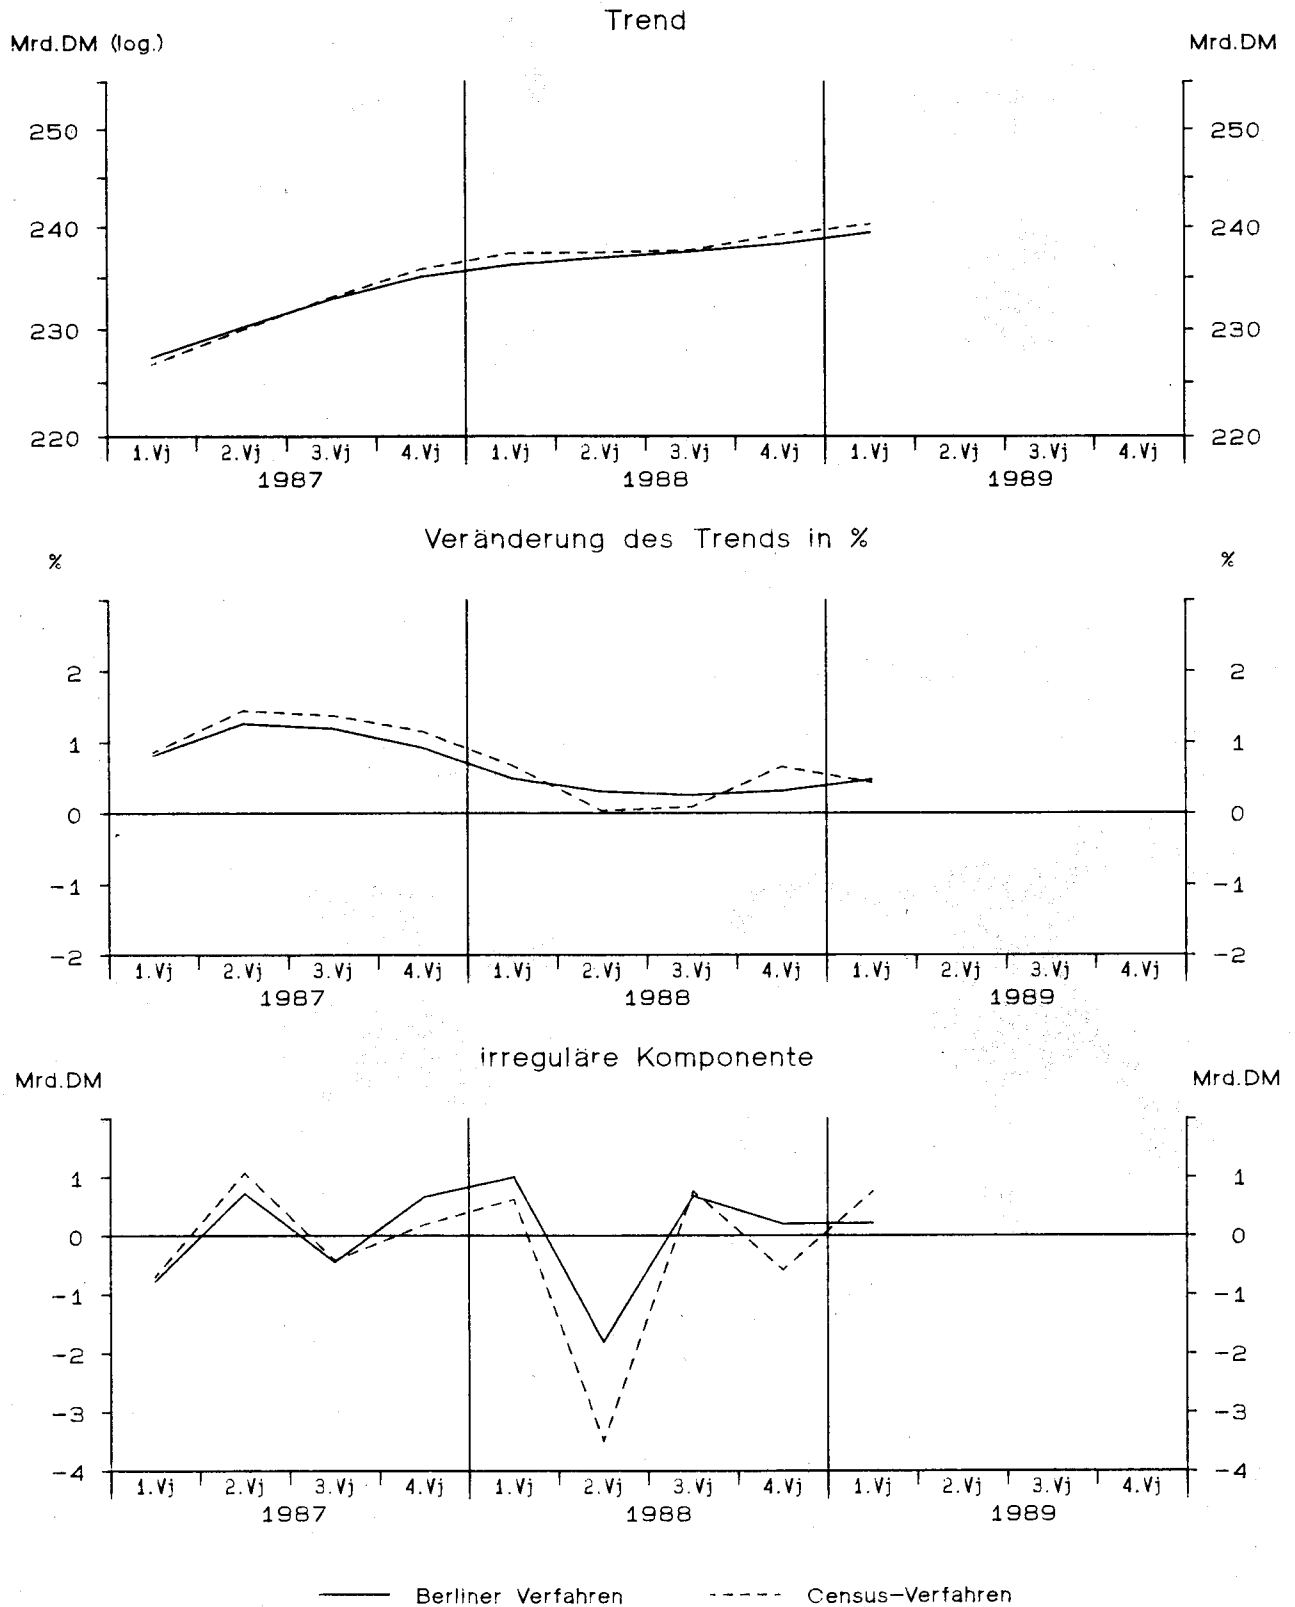 Trend
Mrd.DM (log.) Mrd.DM
250 250
240 240
230 230
220 220
1.Vj 2.Vj 3.Vj 4.Vj 1.Vj 2.Vj 3.Vj 4.Vj 1.Vj 2.Vj 3.Vj 4.Vj
1987 1988 1989
Veränderung des Trends in %
% %
2 2
1 1
0 0
-1 -1
-2 -2
1.Vj 2.Vj 3.Vj 4.Vj 1.Vj 2.Vj 3.Vj 4.Vj 1.Vj 2.Vj 3.Vj 4.Vj
1987 1988 1989
irreguläre Komponente
Mrd.DM Mrd.DM
1 1
0 0
-1 -1
-2 -2
-3 -3
-4 -4
1.Vj 2.Vj 3.Vj 4.Vj 1.Vj 2.Vj 3.Vj 4.Vj 1.Vj 2.Vj 3.Vj 4.Vj
1987 1988 1989
Berliner Verfahren Census-Verfahren